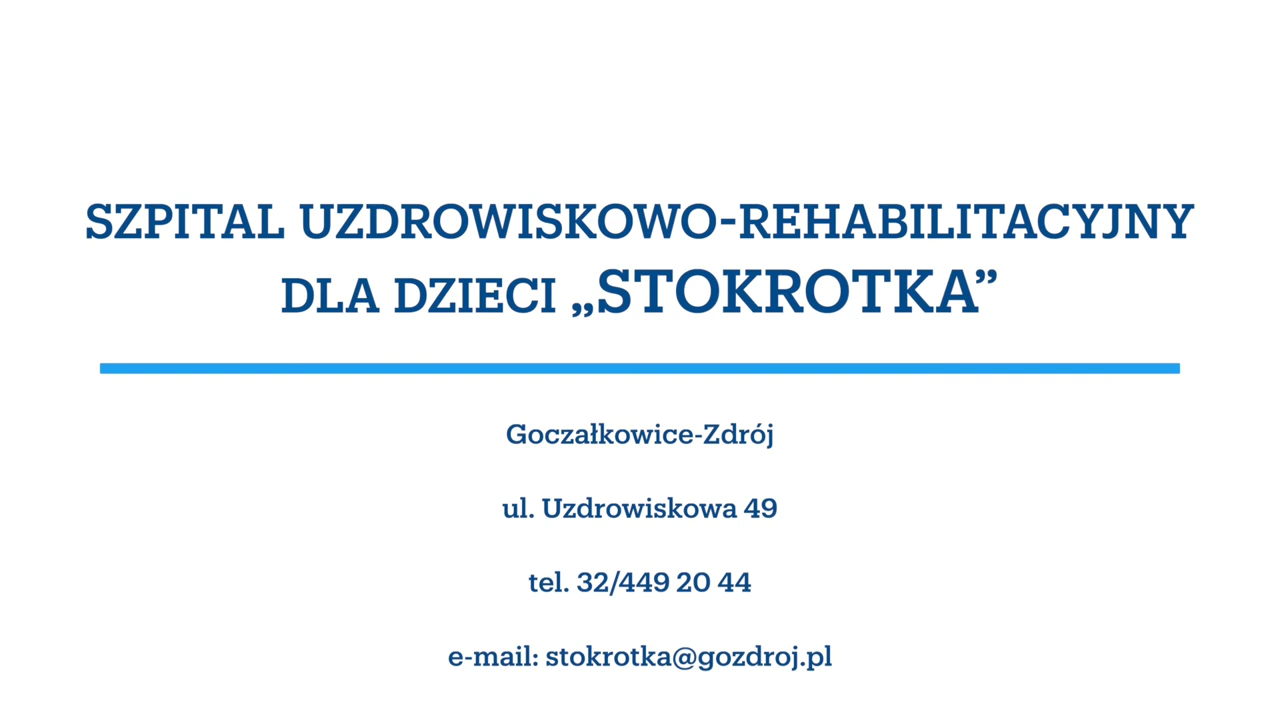 SZPITAL UZDROWISKOWO-REHABILITACYJNY
DLA DZIECI „STOKROTKA”
Goczałkowice-Zdrój
ul. Uzdrowiskowa 49
tel. 32/449 20 44
e-mail: stokrotka@gozdroj.pl